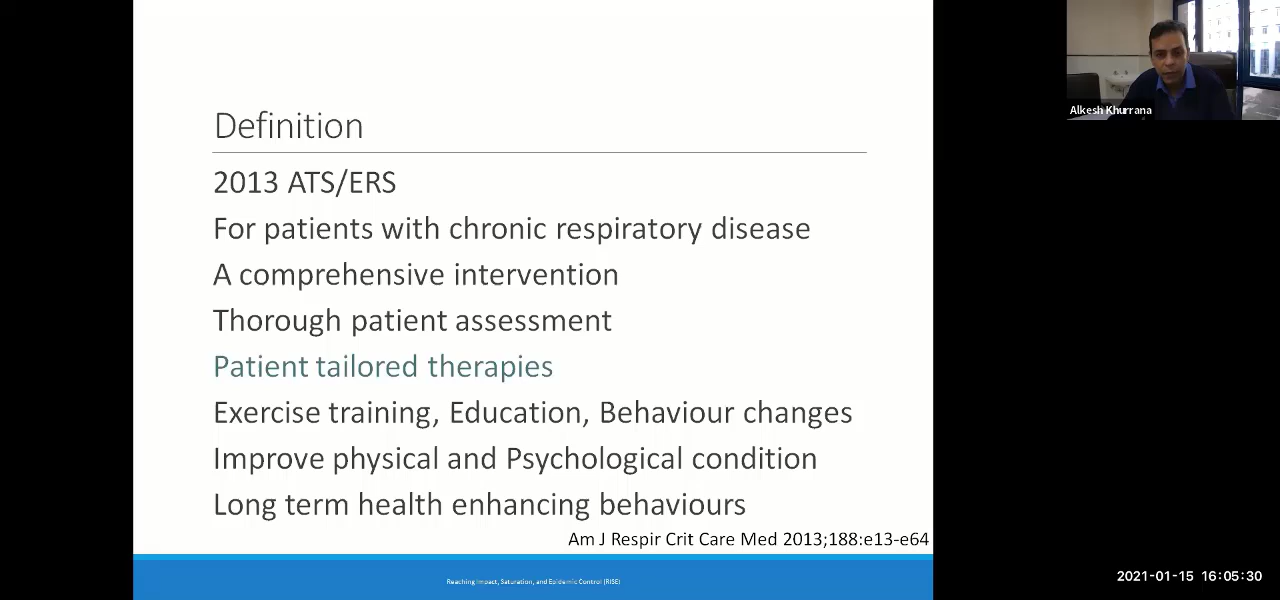 Definition
2013 ATS/ERS
For patients with chronic respiratory disease
A comprehensive intervention
Thorough patient assessment
Patient tailored therapies
Exercise training, Education, Behaviour changes
Improve physical and Psychological condition
Long term health enhancing behaviours
Am J Respir Crit Care Med 2013;188:e13-e64
Reaching Impact, Saturation, and Epidemic Control (RISE)
Alkesh Khurrana
2021-01-15 16:05:30